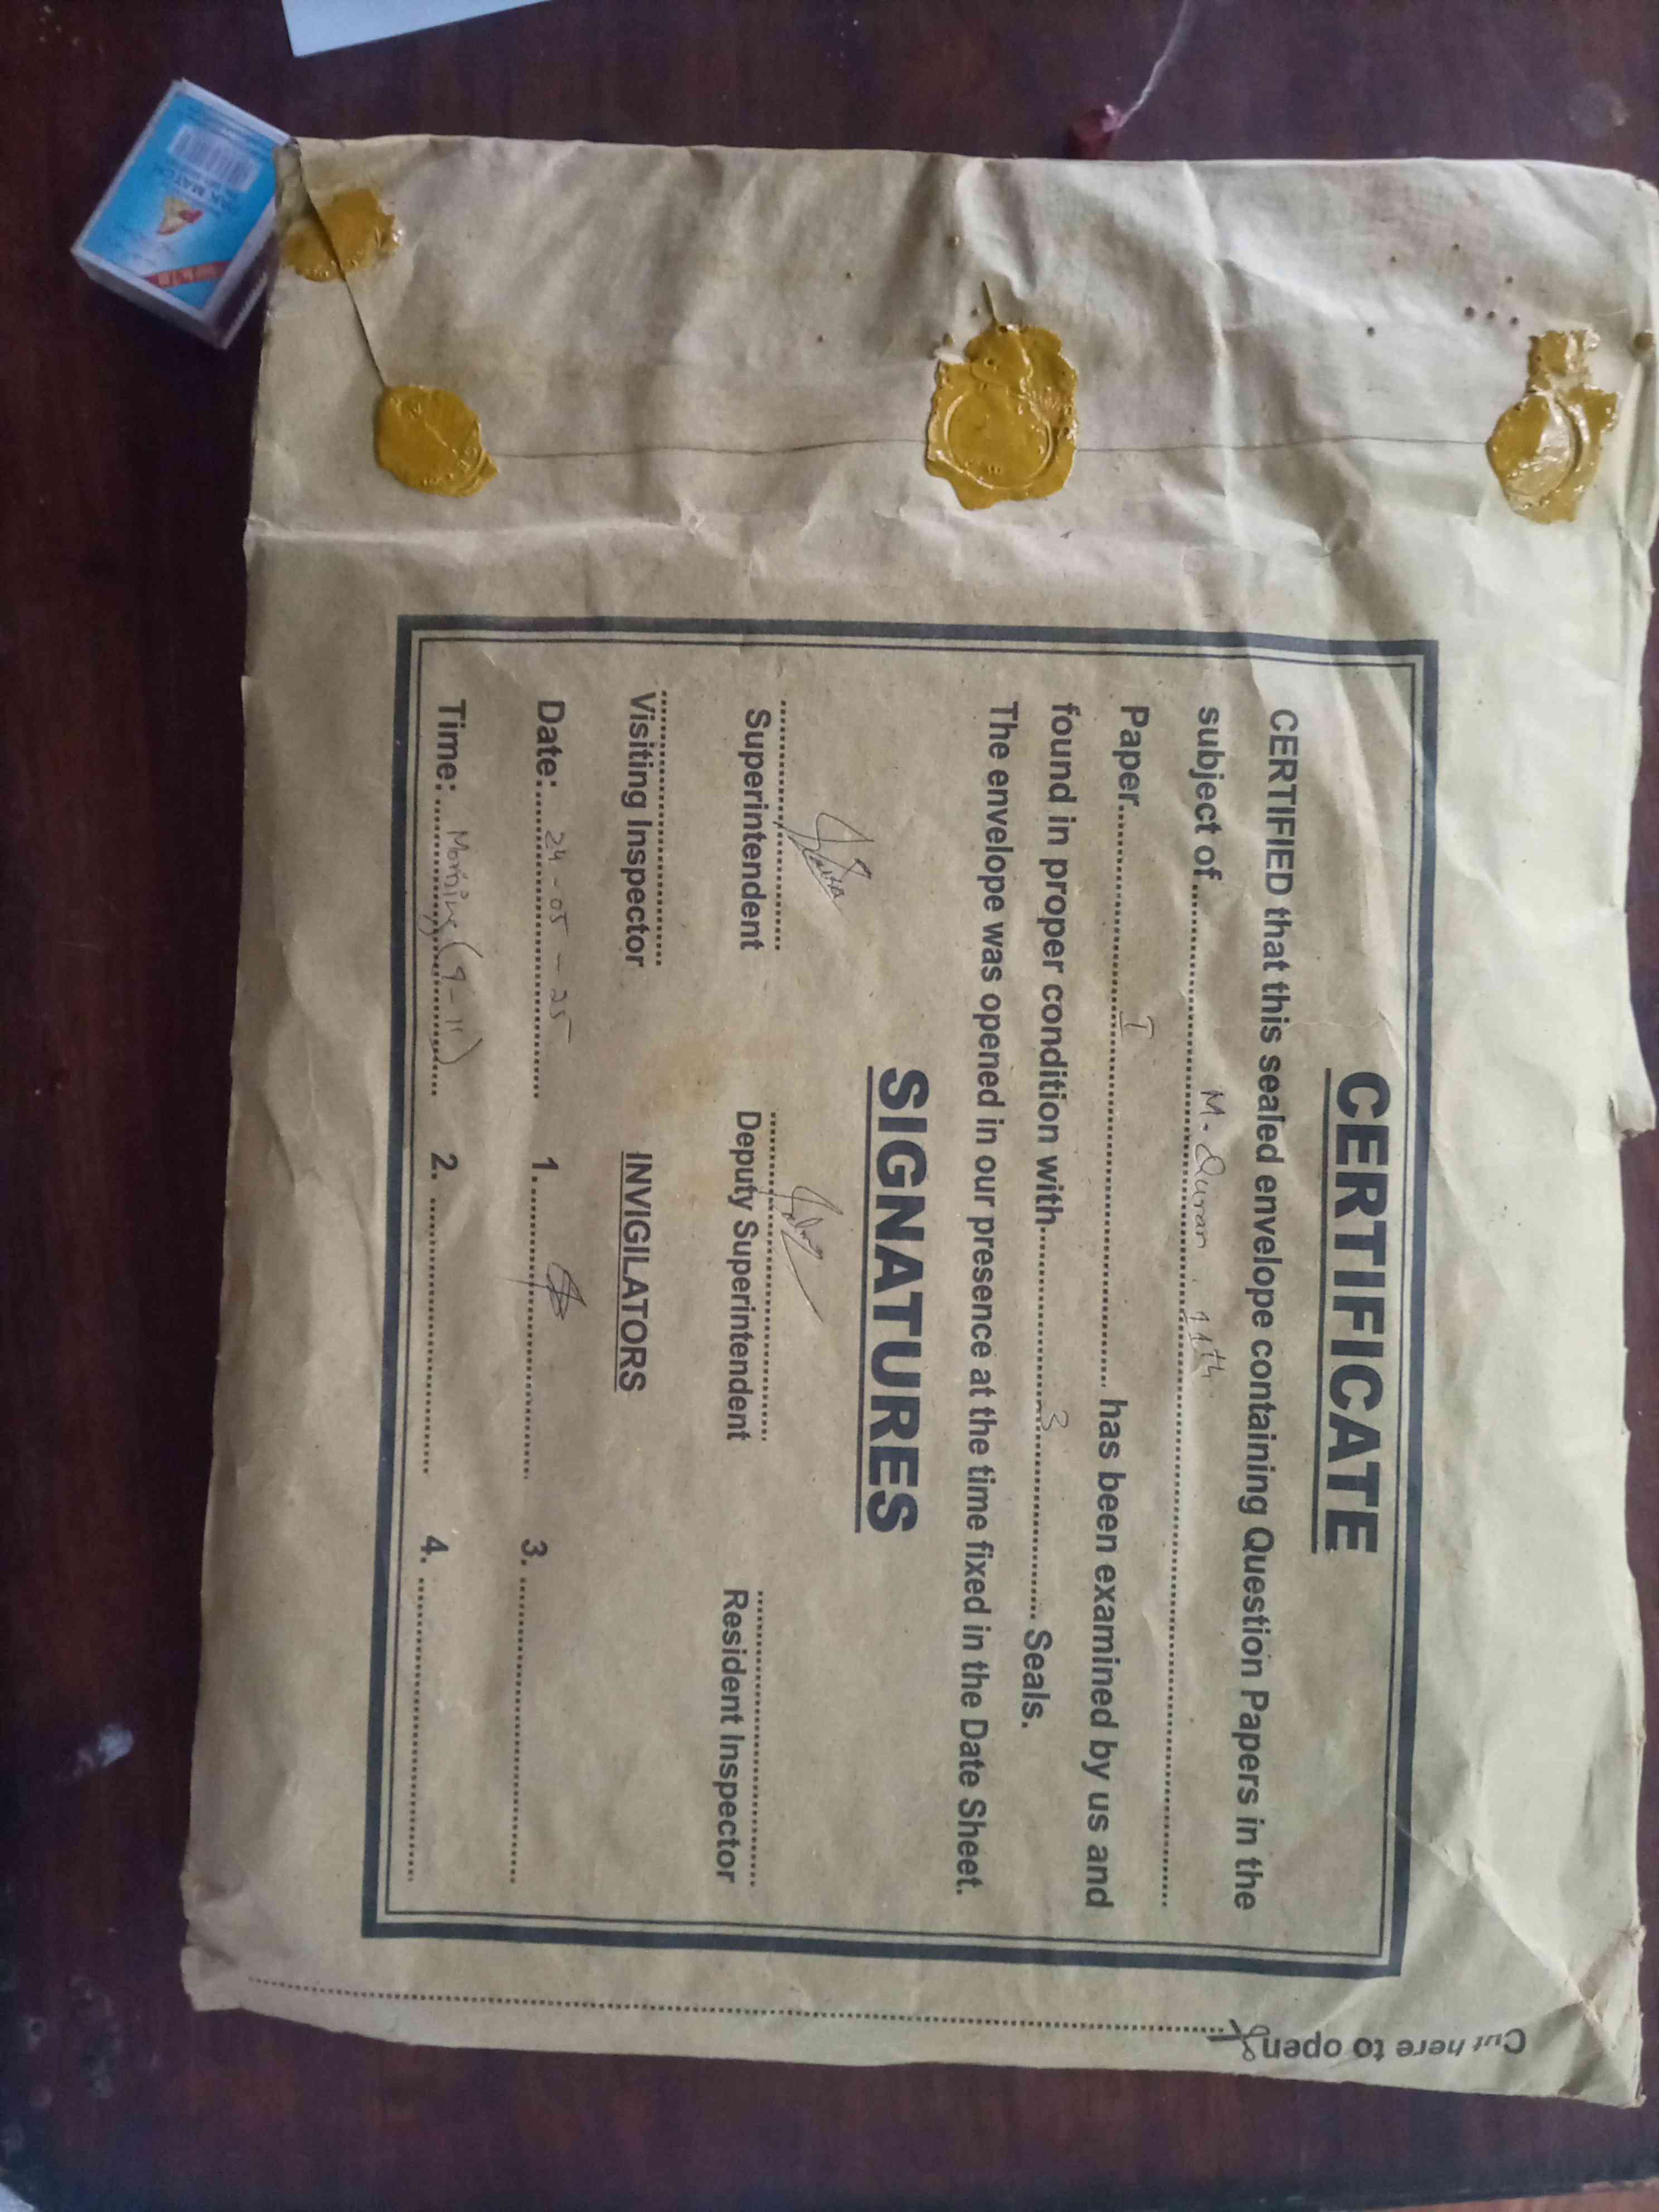 CERTIFICATE
CERTIFIED that this sealed envelope containing Question Papers in the
subject of.......... M. Quran 11th ..........
Paper.......... I .......... has been examined by us and
found in proper condition with.......... 3 .......... Seals.
The envelope was opened in our presence at the time fixed in the Date Sheet.
SIGNATURES
Superintendent Deputy Superintendent Resident Inspector
Visiting Inspector INVIGILATORS
Date: 24-05-25 1. .......... 3. ..........
Time: Morning (9-11) 2. .......... 4. ..........
Cut here to open
PAK MATCH